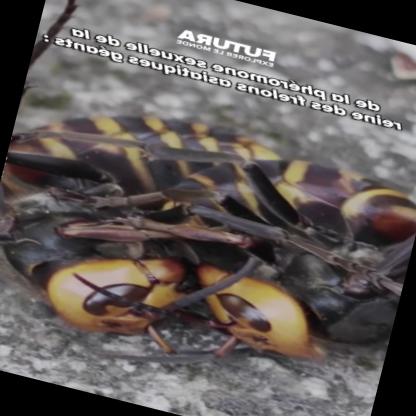 FUTURA
EXPLORER LE MONDE
de la phéromone sexuelle de la
reine des frelons asiatiques géants :